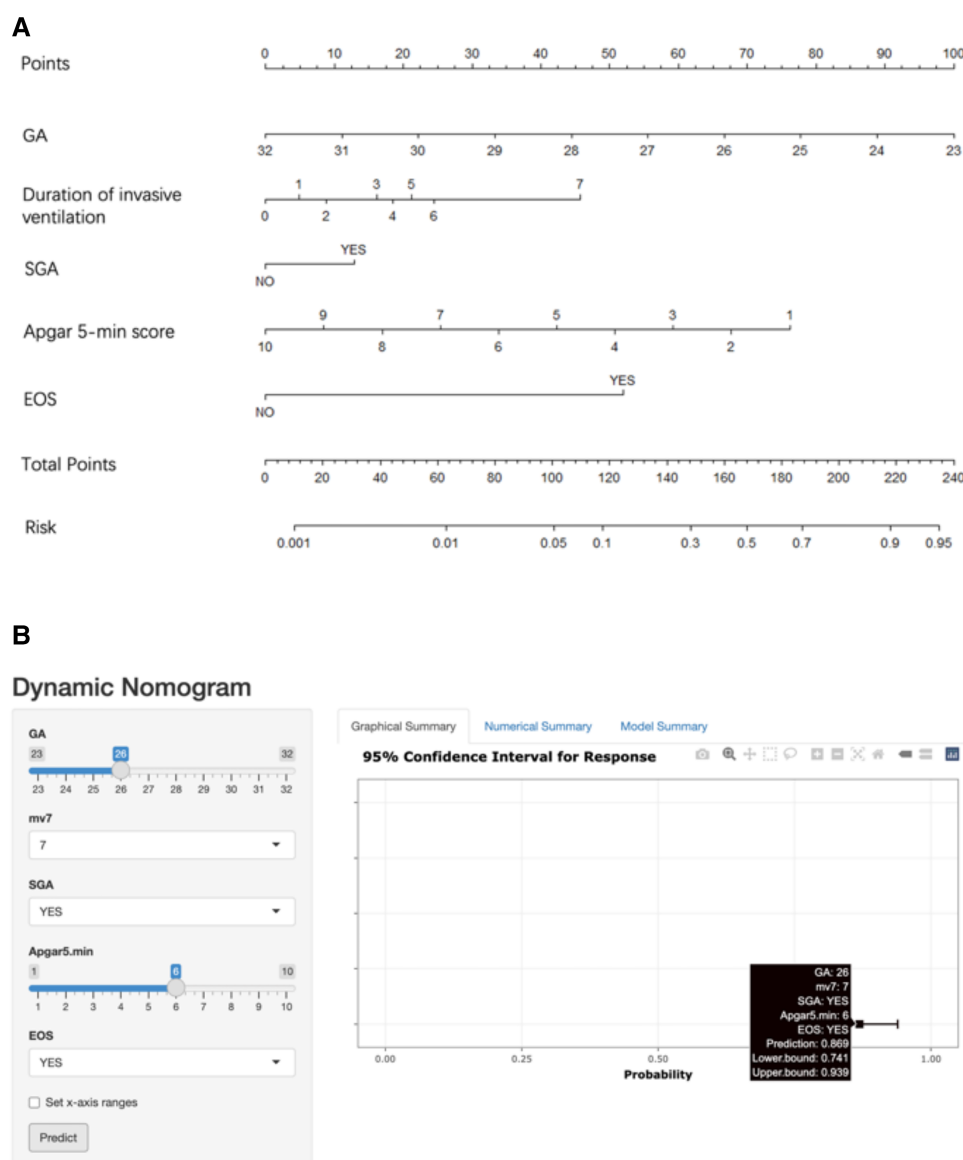 A
Points
0 10 20 30 40 50 60 70 80 90 100
GA
32 31 30 29 28 27 26 25 24 23
Duration of invasive
ventilation
1 3 5 7
0 2 4 6
SGA
YES
NO
Apgar 5-min score
9 7 5 3 1
10 8 6 4 2
EOS
YES
NO
Total Points
0 20 40 60 80 100 120 140 160 180 200 220 240
Risk
0.001 0.01 0.05 0.1 0.3 0.5 0.7 0.9 0.95
B
Dynamic Nomogram
GA
23 26 32
23 24 25 26 27 28 29 30 31 32
mv7
7
SGA
YES
Apgar5.min
1 6 10
1 2 3 4 5 6 7 8 9 10
EOS
YES
Set x-axis ranges
Predict
Graphical Summary Numerical Summary Model Summary
95% Confidence Interval for Response
GA: 26
mv7: 7
SGA: YES
Apgar5.min: 6
EOS: YES
Prediction: 0.869
Lower.bound: 0.741
Upper.bound: 0.939
0.00 0.25 0.50 1.00
Probability